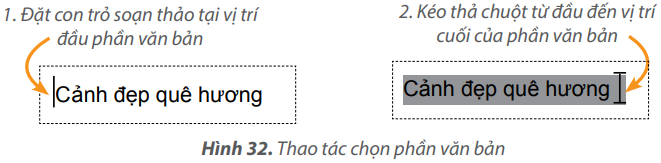 1. Đặt con trỏ soạn thảo tại vị trí
đầu phần văn bản
Cảnh đẹp quê hương
2. Kéo thả chuột từ đầu đến vị trí
cuối của phần văn bản
Cảnh đẹp quê hương
Hình 32. Thao tác chọn phần văn bản